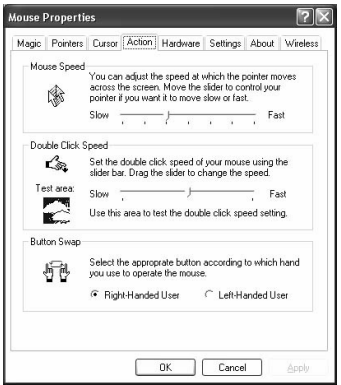 Mouse Properties
Magic Pointers Cursor Action Hardware Settings About Wireless
Mouse Speed
You can adjust the speed at which the pointer moves
across the screen. Move the slider to control your
pointer if you want it to move slow or fast.
Slow Fast
Double Click Speed
Set the double click speed of your mouse using the
slider bar. Drag the slider to change the speed.
Test area:
Slow Fast
Use this area to test the double click speed setting.
Button Swap
Select the approprate button according to which hand
you use to operate the mouse.
Right-Handed User Left-Handed User
OK Cancel Apply